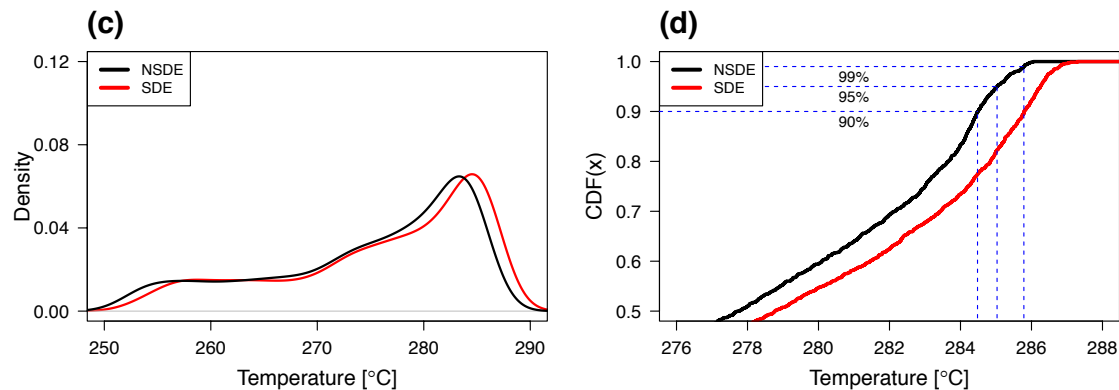 (c)
0.12
0.08
0.04
0.00
Density
NSDE
SDE
250 260 270 280 290
Temperature [°C]
(d)
1.0
0.9
0.8
0.7
0.6
0.5
CDF(x)
NSDE
SDE
99%
95%
90%
276 278 280 282 284 286 288
Temperature [°C]